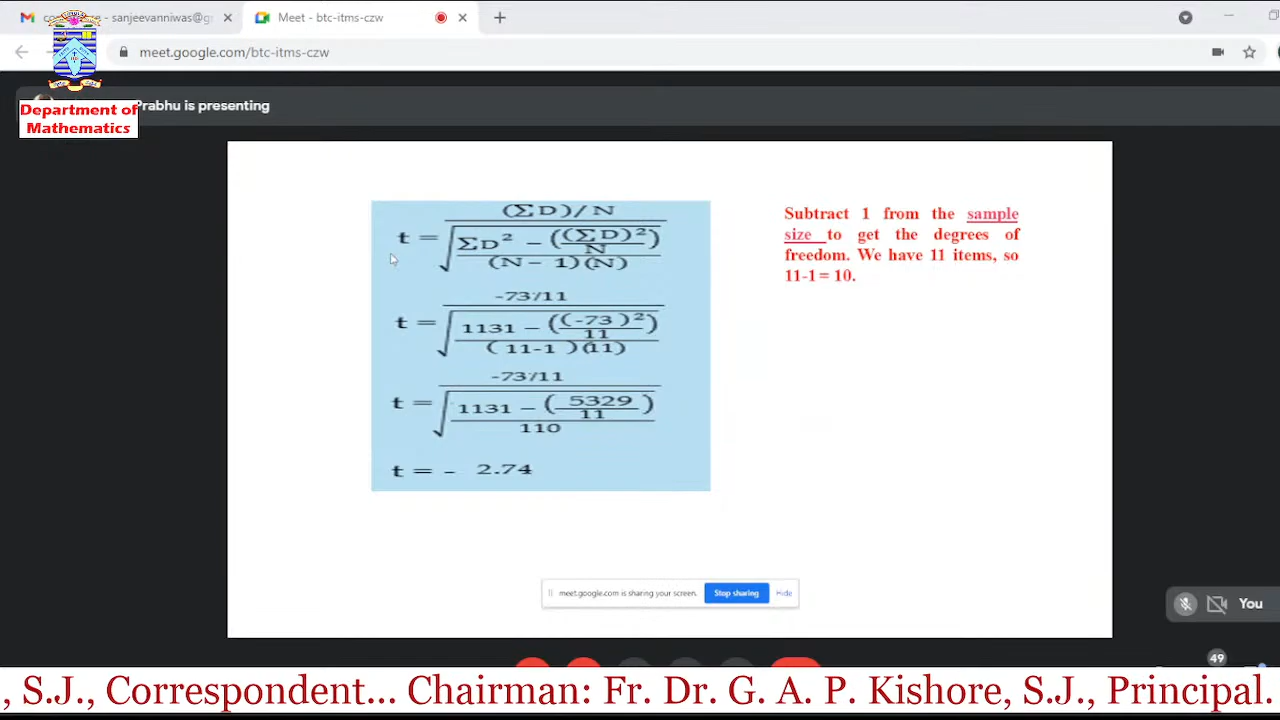 Meet - btc-itms-czw
sanjeevanniwas@g
meet.google.com/btc-itms-czw
Department of
Mathematics
Prabhu is presenting
t = (ΣD)/N
√ ΣD² - ((ΣD)²/N)
(N - 1)(N)
t = -73/11
√ 1131 - ((-73)²/11)
(11-1)(11)
t = -73/11
√ 1131 - (5329/11)
110
t = - 2.74
Subtract 1 from the sample
size to get the degrees of
freedom. We have 11 items, so
11-1 = 10.
meet.google.com is sharing your screen. Stop sharing Hide
You
49
, S.J., Correspondent... Chairman: Fr. Dr. G. A. P. Kishore, S.J., Principal.